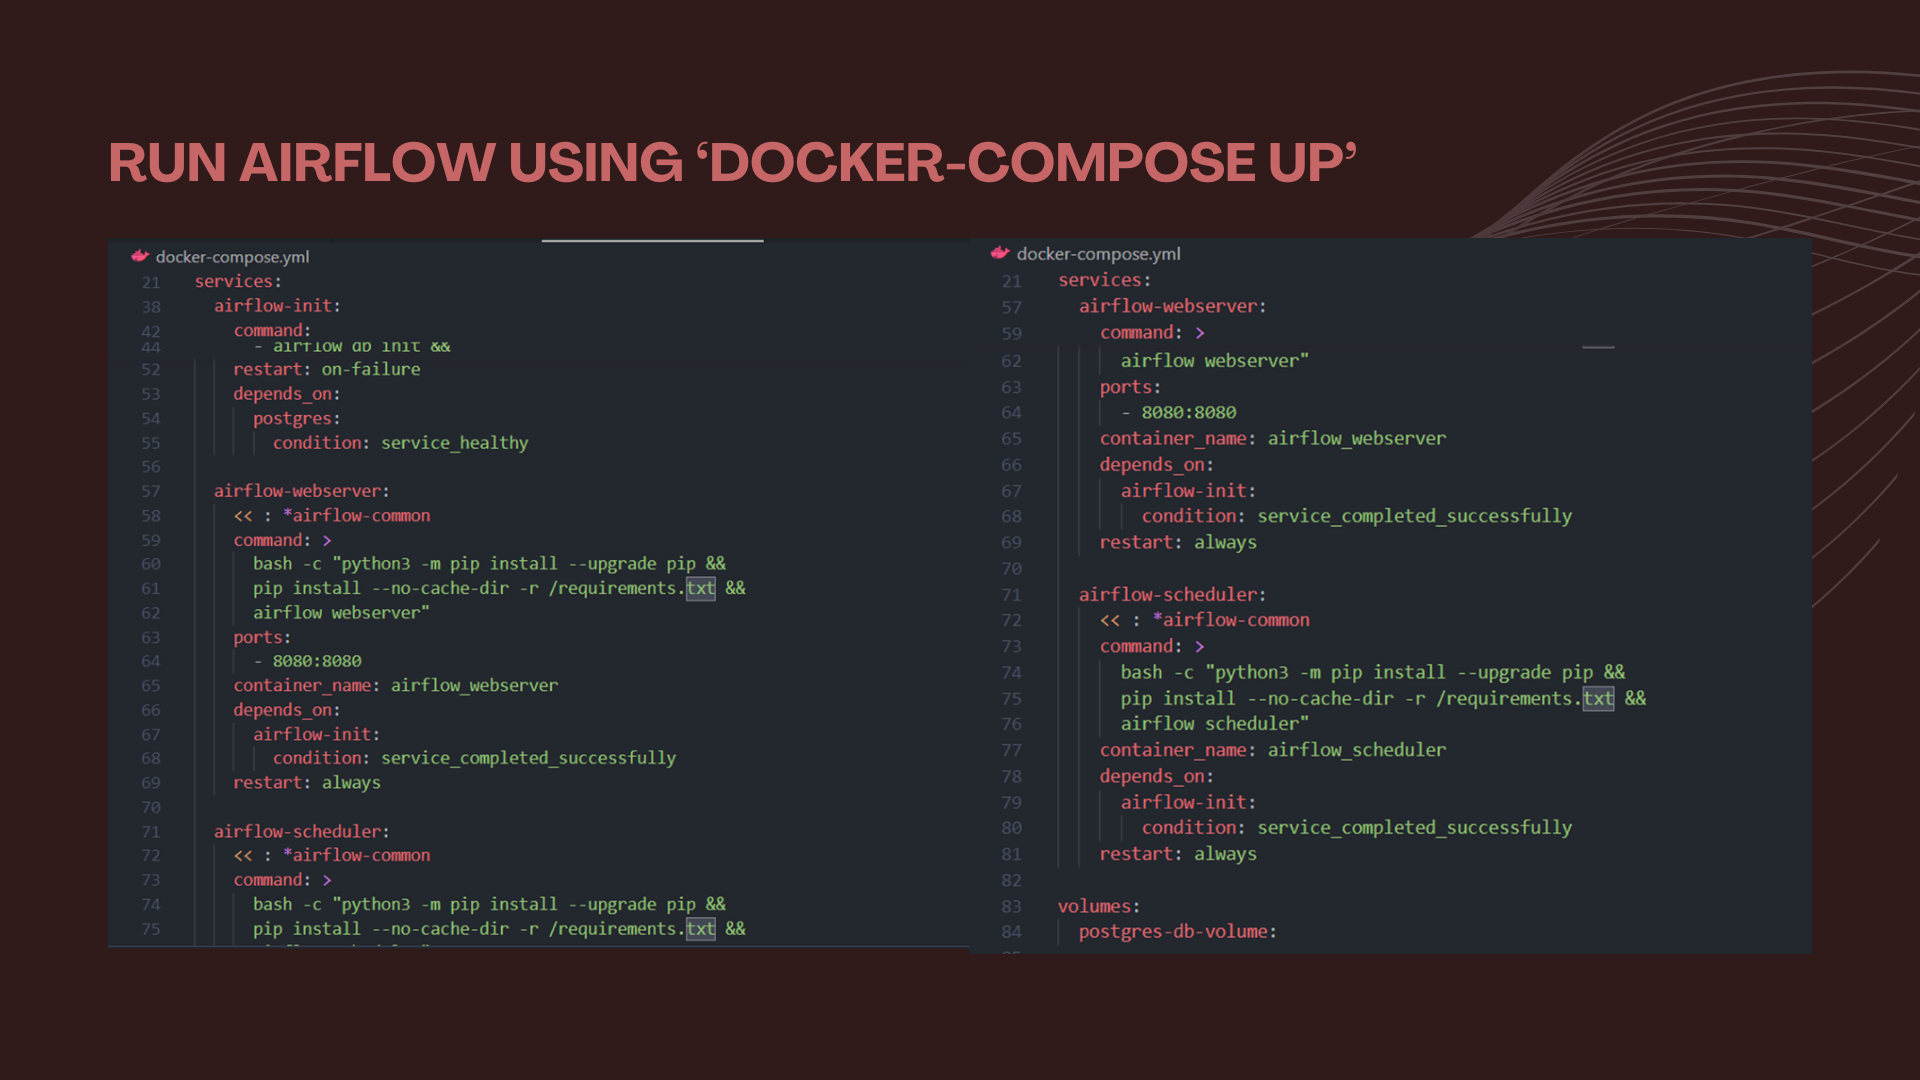 RUN AIRFLOW USING ‘DOCKER-COMPOSE UP’
docker-compose.yml
21 services:
38 airflow-init:
42 command:
44 - airflow db init &&
52 restart: on-failure
53 depends_on:
54 postgres:
55 condition: service_healthy
56
57 airflow-webserver:
58 << : *airflow-common
59 command: >
60 bash -c "python3 -m pip install --upgrade pip &&
61 pip install --no-cache-dir -r /requirements.txt &&
62 airflow webserver"
63 ports:
64 - 8080:8080
65 container_name: airflow_webserver
66 depends_on:
67 airflow-init:
68 condition: service_completed_successfully
69 restart: always
70
71 airflow-scheduler:
72 << : *airflow-common
73 command: >
74 bash -c "python3 -m pip install --upgrade pip &&
75 pip install --no-cache-dir -r /requirements.txt &&
docker-compose.yml
21 services:
57 airflow-webserver:
59 command: >
62 airflow webserver"
63 ports:
64 - 8080:8080
65 container_name: airflow_webserver
66 depends_on:
67 airflow-init:
68 condition: service_completed_successfully
69 restart: always
70
71 airflow-scheduler:
72 << : *airflow-common
73 command: >
74 bash -c "python3 -m pip install --upgrade pip &&
75 pip install --no-cache-dir -r /requirements.txt &&
76 airflow scheduler"
77 container_name: airflow_scheduler
78 depends_on:
79 airflow-init:
80 condition: service_completed_successfully
81 restart: always
82
83 volumes:
84 postgres-db-volume: